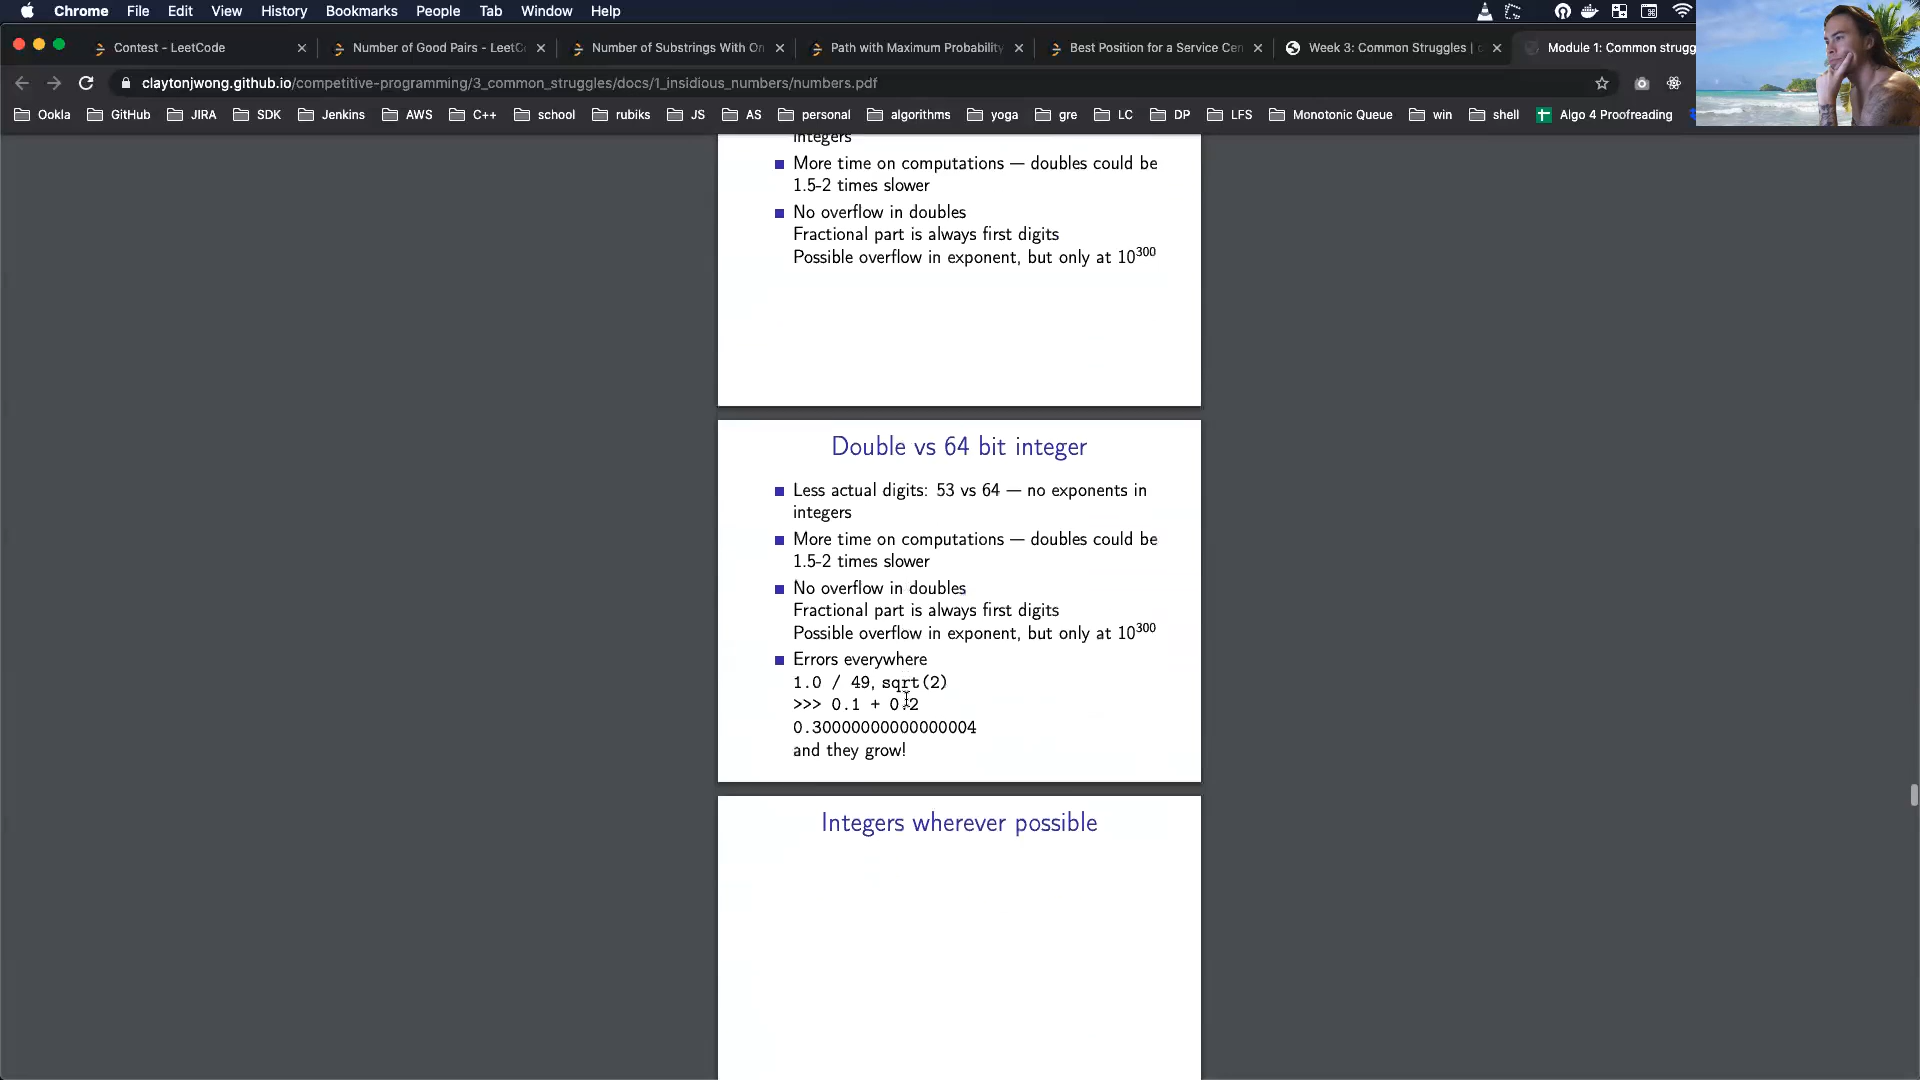 Chrome File Edit View History Bookmarks People Tab Window Help
Contest - LeetCode
Number of Good Pairs - LeetCo
Number of Substrings With On
Path with Maximum Probability
Best Position for a Service Cen
Week 3: Common Struggles |
Module 1: Common strugg
claytonjwong.github.io/competitive-programming/3_common_struggles/docs/1_insidious_numbers/numbers.pdf
Ookla GitHub JIRA SDK Jenkins AWS C++ school rubiks JS AS personal algorithms yoga gre LC DP LFS Monotonic Queue win shell Algo 4 Proofreading
integers
More time on computations — doubles could be
1.5-2 times slower
No overflow in doubles
Fractional part is always first digits
Possible overflow in exponent, but only at 10^300
Double vs 64 bit integer
Less actual digits: 53 vs 64 — no exponents in
integers
More time on computations — doubles could be
1.5-2 times slower
No overflow in doubles
Fractional part is always first digits
Possible overflow in exponent, but only at 10^300
Errors everywhere
1.0 / 49, sqrt(2)
>>> 0.1 + 0.2
0.30000000000000004
and they grow!
Integers wherever possible